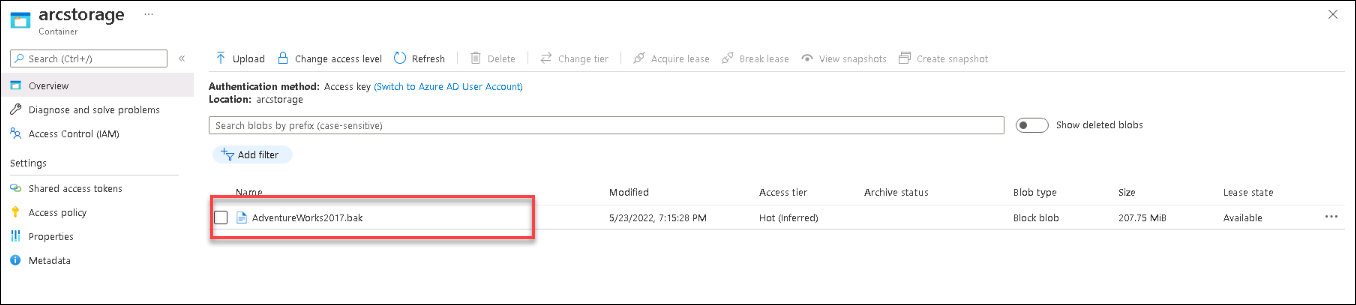 arcstorage ...
Container
Search (Ctrl+/) «
Upload Change access level Refresh Delete Change tier Acquire lease Break lease View snapshots Create snapshot
Overview
Authentication method: Access key (Switch to Azure AD User Account)
Location: arcstorage
Diagnose and solve problems
Access Control (IAM)
Search blobs by prefix (case-sensitive) Show deleted blobs
Settings
Add filter
Shared access tokens
Name Modified Access tier Archive status Blob type Size Lease state
Access policy
AdventureWorks2017.bak 5/23/2022, 7:15:28 PM Hot (Inferred) Block blob 207.75 MiB Available ...
Properties
Metadata